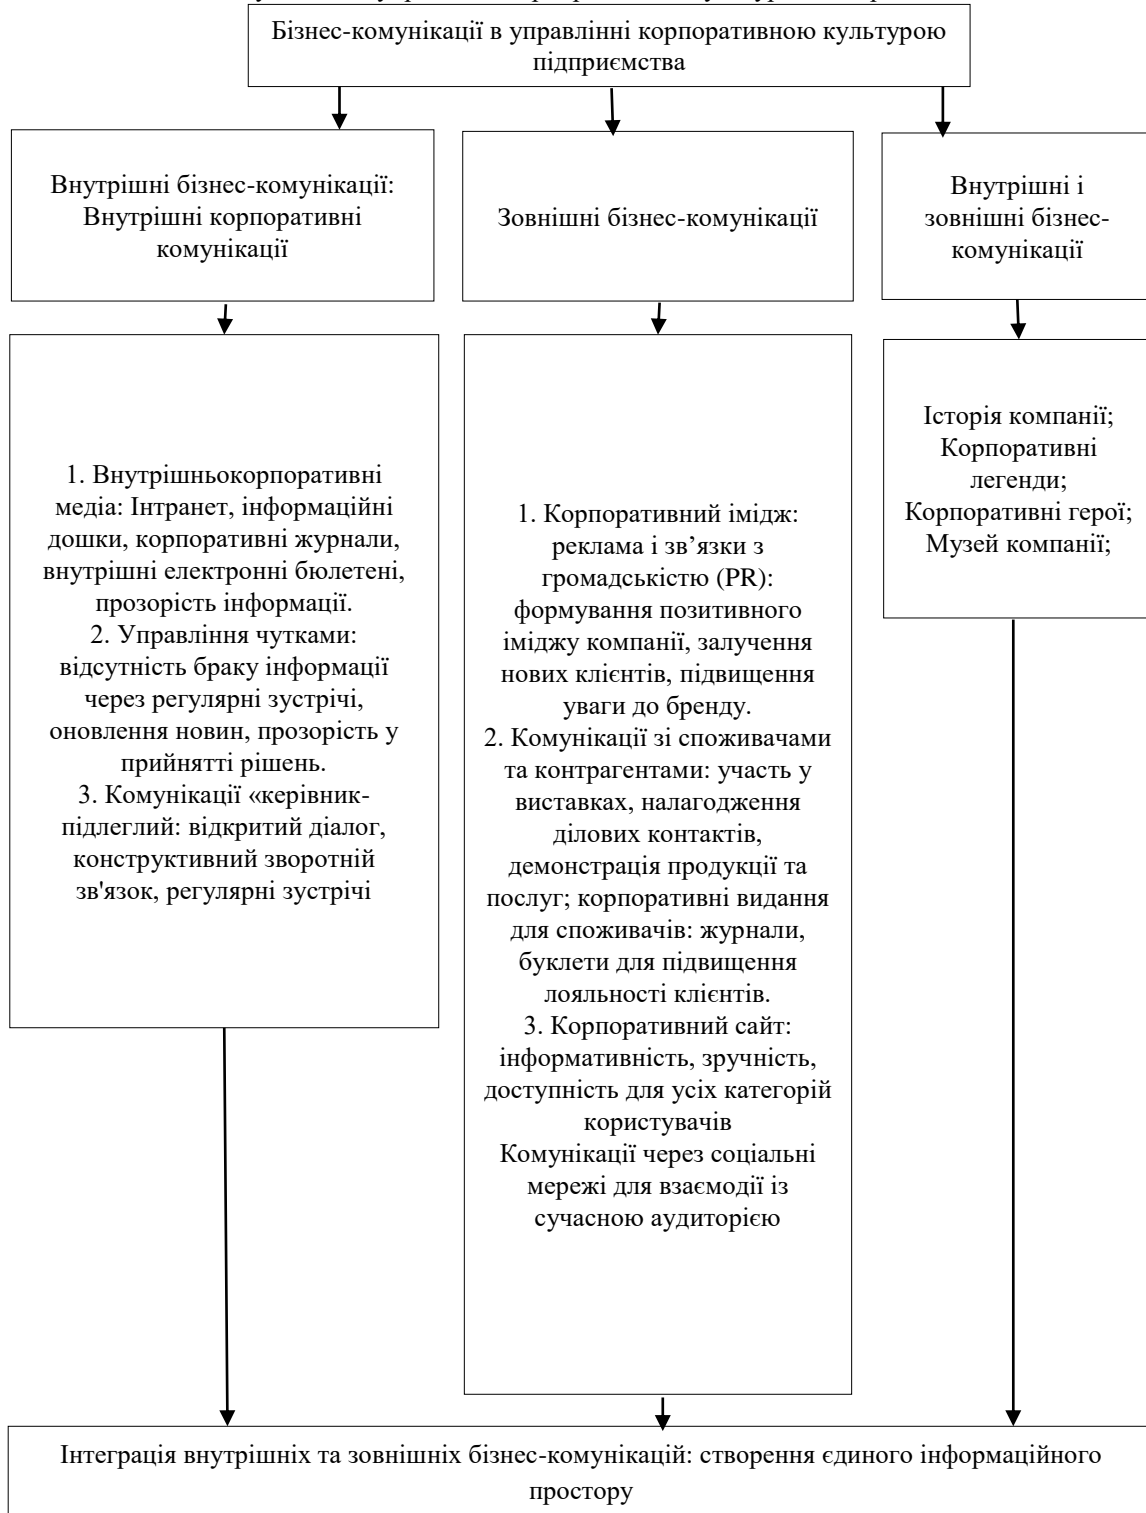 Бізнес-комунікації в управлінні корпоративною культурою
підприємства
Внутрішні бізнес-комунікації:
Внутрішні корпоративні
комунікації
Зовнішні бізнес-комунікації
Внутрішні і
зовнішні бізнес-
комунікації
1. Внутрішньокорпоративні
медіа: Інтранет, інформаційні
дошки, корпоративні журнали,
внутрішні електронні бюлетені,
прозорість інформації.
2. Управління чутками:
відсутність браку інформації
через регулярні зустрічі,
оновлення новин, прозорість у
прийнятті рішень.
3. Комунікації «керівник-
підлеглий: відкритий діалог,
конструктивний зворотній
зв'язок, регулярні зустрічі
1. Корпоративний імідж:
реклама і зв’язки з
громадськістю (PR):
формування позитивного
іміджу компанії, залучення
нових клієнтів, підвищення
уваги до бренду.
2. Комунікації зі споживачами
та контрагентами: участь у
виставках, налагодження
ділових контактів,
демонстрація продукції та
послуг; корпоративні видання
для споживачів: журнали,
буклети для підвищення
лояльності клієнтів.
3. Корпоративний сайт:
інформативність, зручність,
доступність для усіх категорій
користувачів
Комунікації через соціальні
мережі для взаємодії із
сучасною аудиторією
Історія компанії;
Корпоративні
легенди;
Корпоративні герої;
Музей компанії;
Інтеграція внутрішніх та зовнішніх бізнес-комунікацій: створення єдиного інформаційного
простору